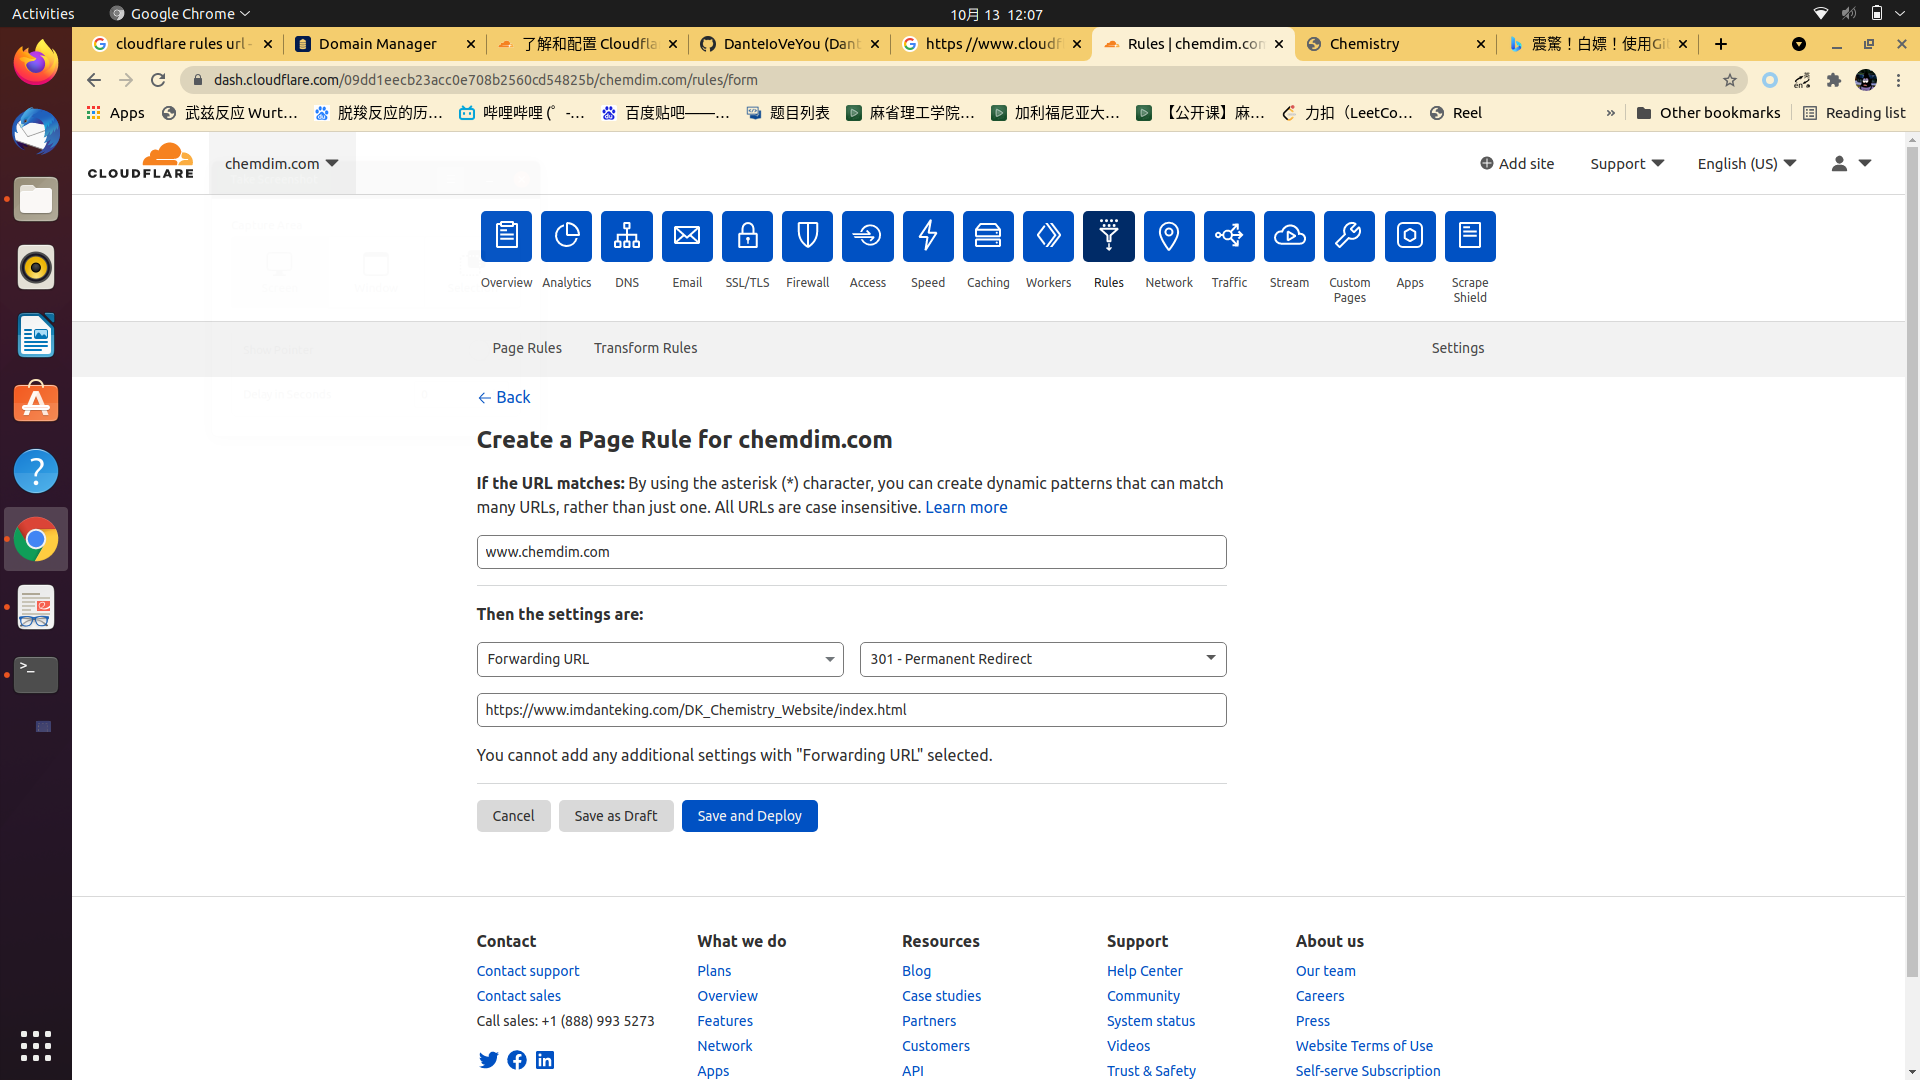 Activities
Google Chrome
10月 13 12:07
cloudflare rules url -
Domain Manager
了解和配置 Cloudfla
DanteIoVeYou (Dant
https //www.cloudf
Rules | chemdim.com
Chemistry
震驚！白嫖！使用Git
dash.cloudflare.com/09dd1eecb23acc0e708b2560cd54825b/chemdim.com/rules/form
Apps
武兹反应 Wurt…
脱羧反应的历…
哔哩哔哩 (゜-…
百度贴吧——…
题目列表
麻省理工学院…
加利福尼亚大…
【公开课】麻…
力扣（LeetCo…
Reel
»
Other bookmarks
Reading list
CLOUDFLARE
chemdim.com
Add site
Support
English (US)
Overview
Analytics
DNS
Email
SSL/TLS
Firewall
Access
Speed
Caching
Workers
Rules
Network
Traffic
Stream
Custom Pages
Apps
Scrape Shield
Page Rules
Transform Rules
Settings
← Back
Create a Page Rule for chemdim.com
If the URL matches: By using the asterisk (*) character, you can create dynamic patterns that can match
many URLs, rather than just one. All URLs are case insensitive. Learn more
www.chemdim.com
Then the settings are:
Forwarding URL
301 - Permanent Redirect
https://www.imdanteking.com/DK_Chemistry_Website/index.html
You cannot add any additional settings with "Forwarding URL" selected.
Cancel
Save as Draft
Save and Deploy
Contact
Contact support
Contact sales
Call sales: +1 (888) 993 5273
What we do
Plans
Overview
Features
Network
Apps
Resources
Blog
Case studies
Partners
Customers
API
Support
Help Center
Community
System status
Videos
Trust & Safety
About us
Our team
Careers
Press
Website Terms of Use
Self-serve Subscription